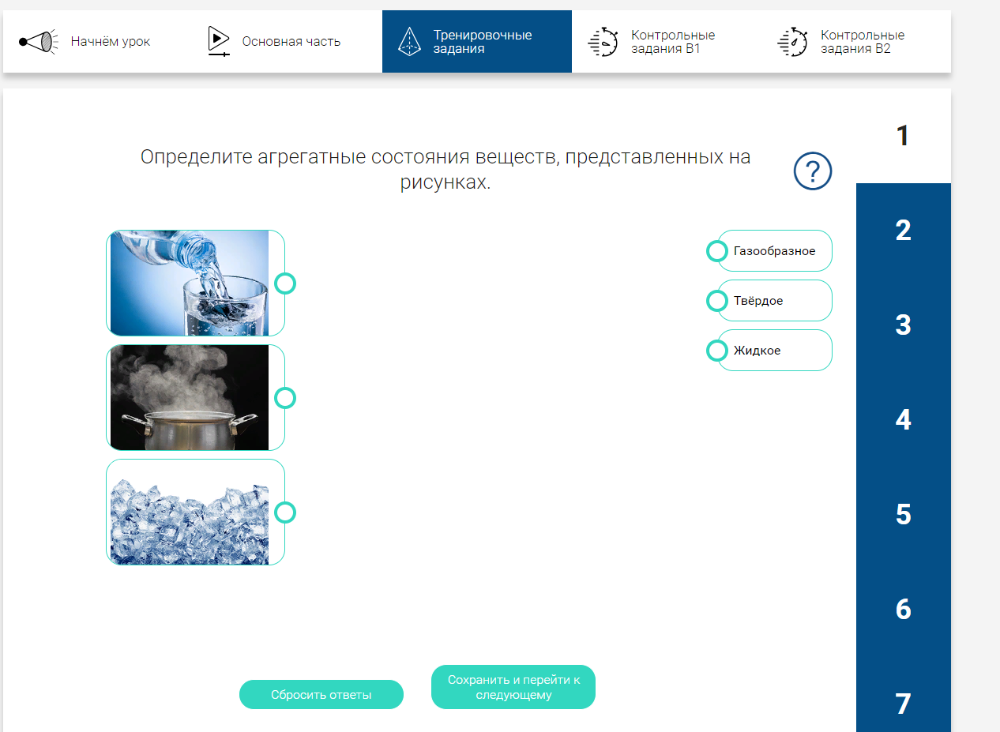 Начнём урок
Основная часть
Тренировочные
задания
Контрольные
задания В1
Контрольные
задания В2
Определите агрегатные состояния веществ, представленных на
рисунках.
?
Газообразное
Твёрдое
Жидкое
Сбросить ответы
Сохранить и перейти к
следующему
1
2
3
4
5
6
7